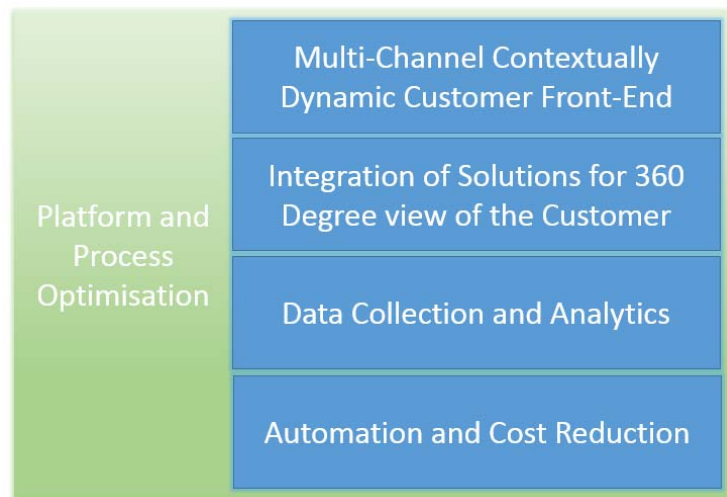 Multi-Channel Contextually
Dynamic Customer Front-End
Integration of Solutions for 360
Degree view of the Customer
Platform and
Process
Optimisation
Data Collection and Analytics
Automation and Cost Reduction